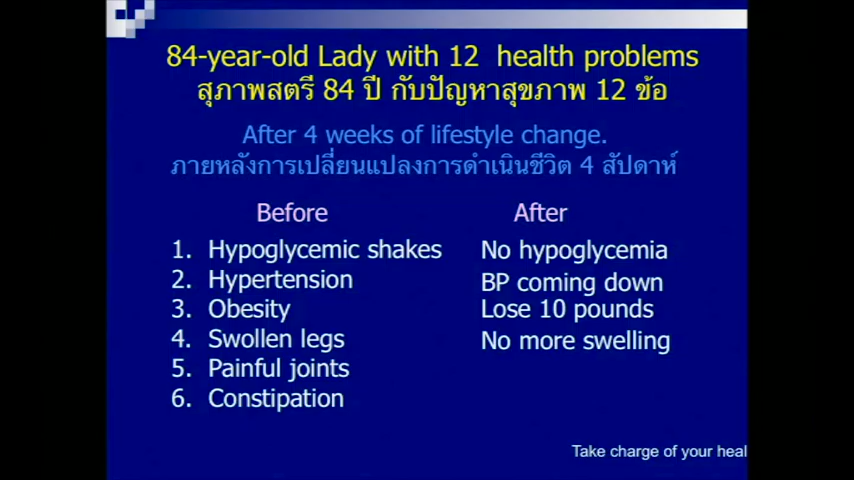 84-year-old Lady with 12 health problems
สุภาพสตรี 84 ปี กับปัญหาสุขภาพ 12 ข้อ
After 4 weeks of lifestyle change.
ภายหลังการเปลี่ยนแปลงการดำเนินชีวิต 4 สัปดาห์
Before After
1. Hypoglycemic shakes No hypoglycemia
2. Hypertension BP coming down
3. Obesity Lose 10 pounds
4. Swollen legs No more swelling
5. Painful joints
6. Constipation
Take charge of your heal